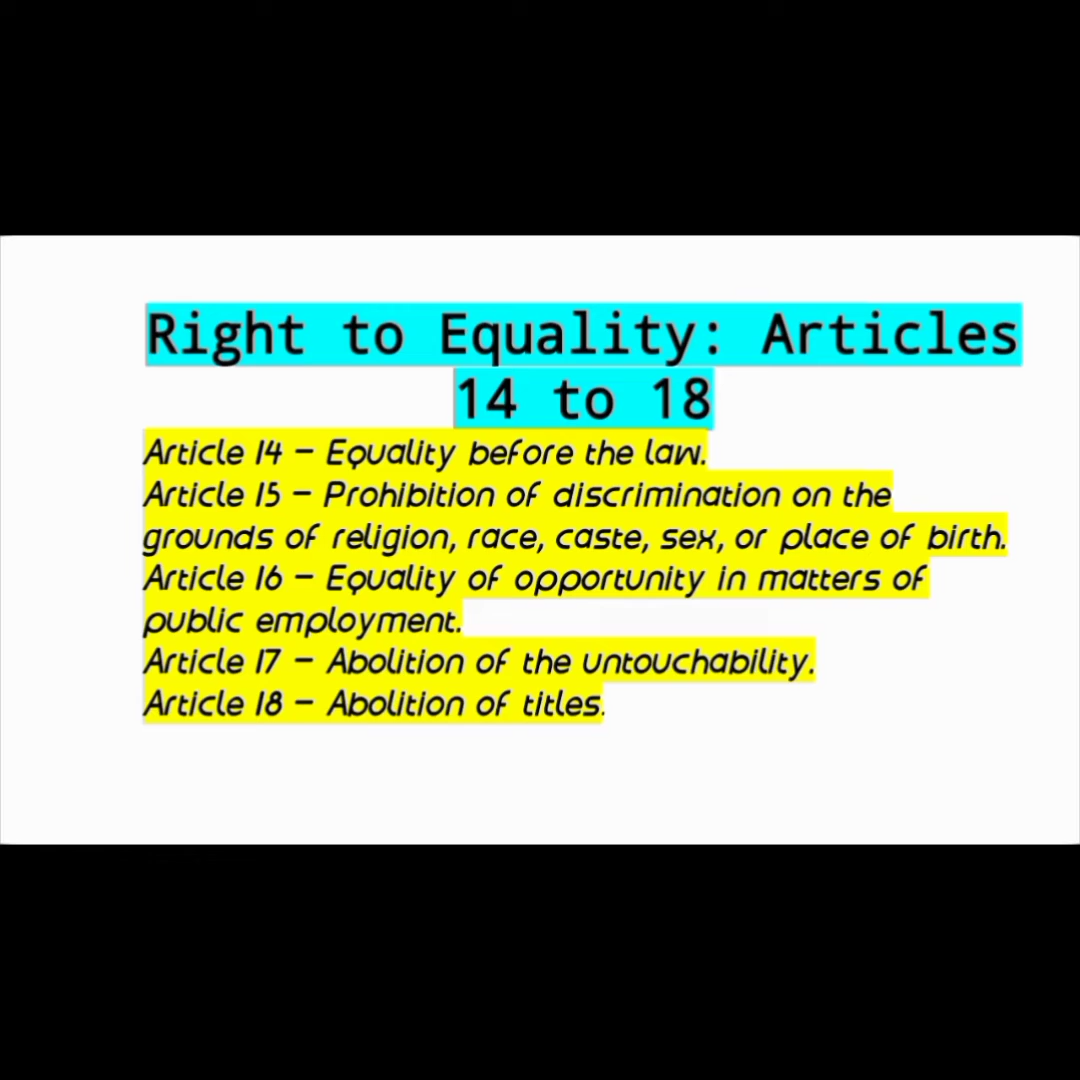 Right to Equality: Articles
14 to 18
Article 14 – Equality before the law.
Article 15 – Prohibition of discrimination on the
grounds of religion, race, caste, sex, or place of birth.
Article 16 – Equality of opportunity in matters of
public employment.
Article 17 – Abolition of the untouchability.
Article 18 – Abolition of titles.